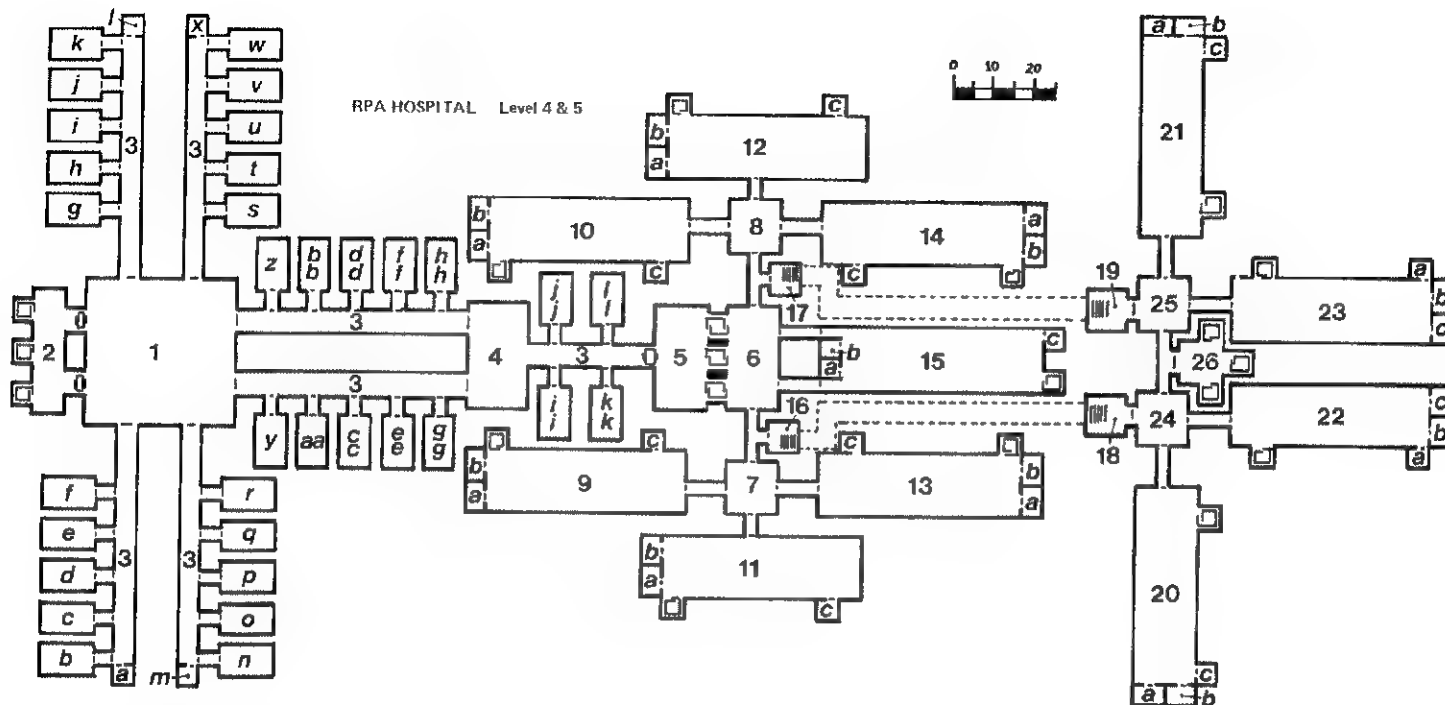 l
x
a
b
k
w
c
j
v
0 10 20
RPA HOSPITAL Level 4 & 5
c
i
3
3
u
b
12
21
a
h
t
g
s
b
10
8
14
a
a
b
z
bb
dd
ff
hh
c
c
jj
ll
17
19
25
23
a
b
c
3
2
0
1
4
3
5
6
b
a
15
c
26
0
3
ii
kk
16
18
24
22
c
b
a
y
aa
cc
ee
gg
c
c
f
r
b
9
7
13
b
a
a
e
q
3
3
d
p
b
11
a
20
c
o
c
b
a
m
n
c
a
b